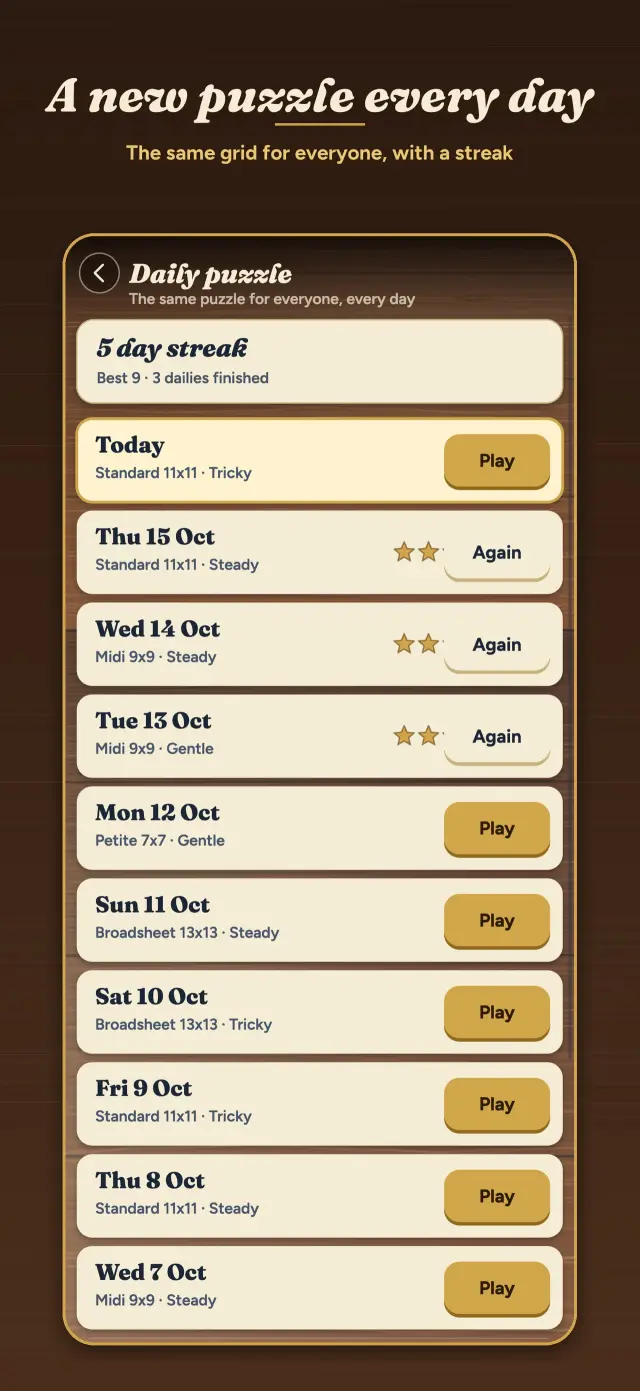 A new puzzle every day
The same grid for everyone, with a streak
Daily puzzle
The same puzzle for everyone, every day
5 day streak
Best 9 · 3 dailies finished
Today
Standard 11x11 · Tricky
Play
Thu 15 Oct
Standard 11x11 · Steady
Again
Wed 14 Oct
Midi 9x9 · Steady
Again
Tue 13 Oct
Midi 9x9 · Gentle
Again
Mon 12 Oct
Petite 7x7 · Gentle
Play
Sun 11 Oct
Broadsheet 13x13 · Steady
Play
Sat 10 Oct
Broadsheet 13x13 · Tricky
Play
Fri 9 Oct
Standard 11x11 · Tricky
Play
Thu 8 Oct
Standard 11x11 · Steady
Play
Wed 7 Oct
Midi 9x9 · Steady
Play